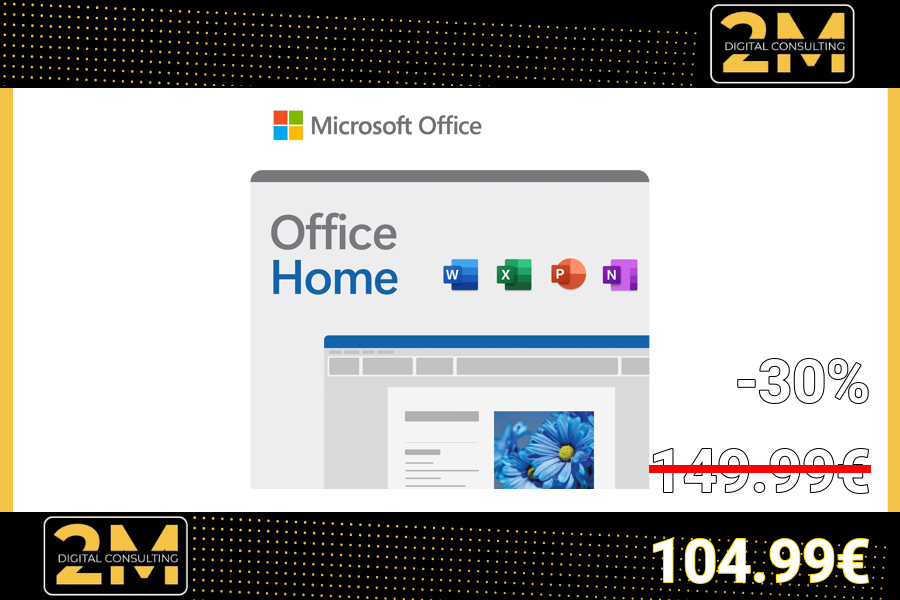 2M
DIGITAL CONSULTING
Microsoft Office
Office
Home
W X P N
-30%
149.99€
2M
DIGITAL CONSULTING
104.99€